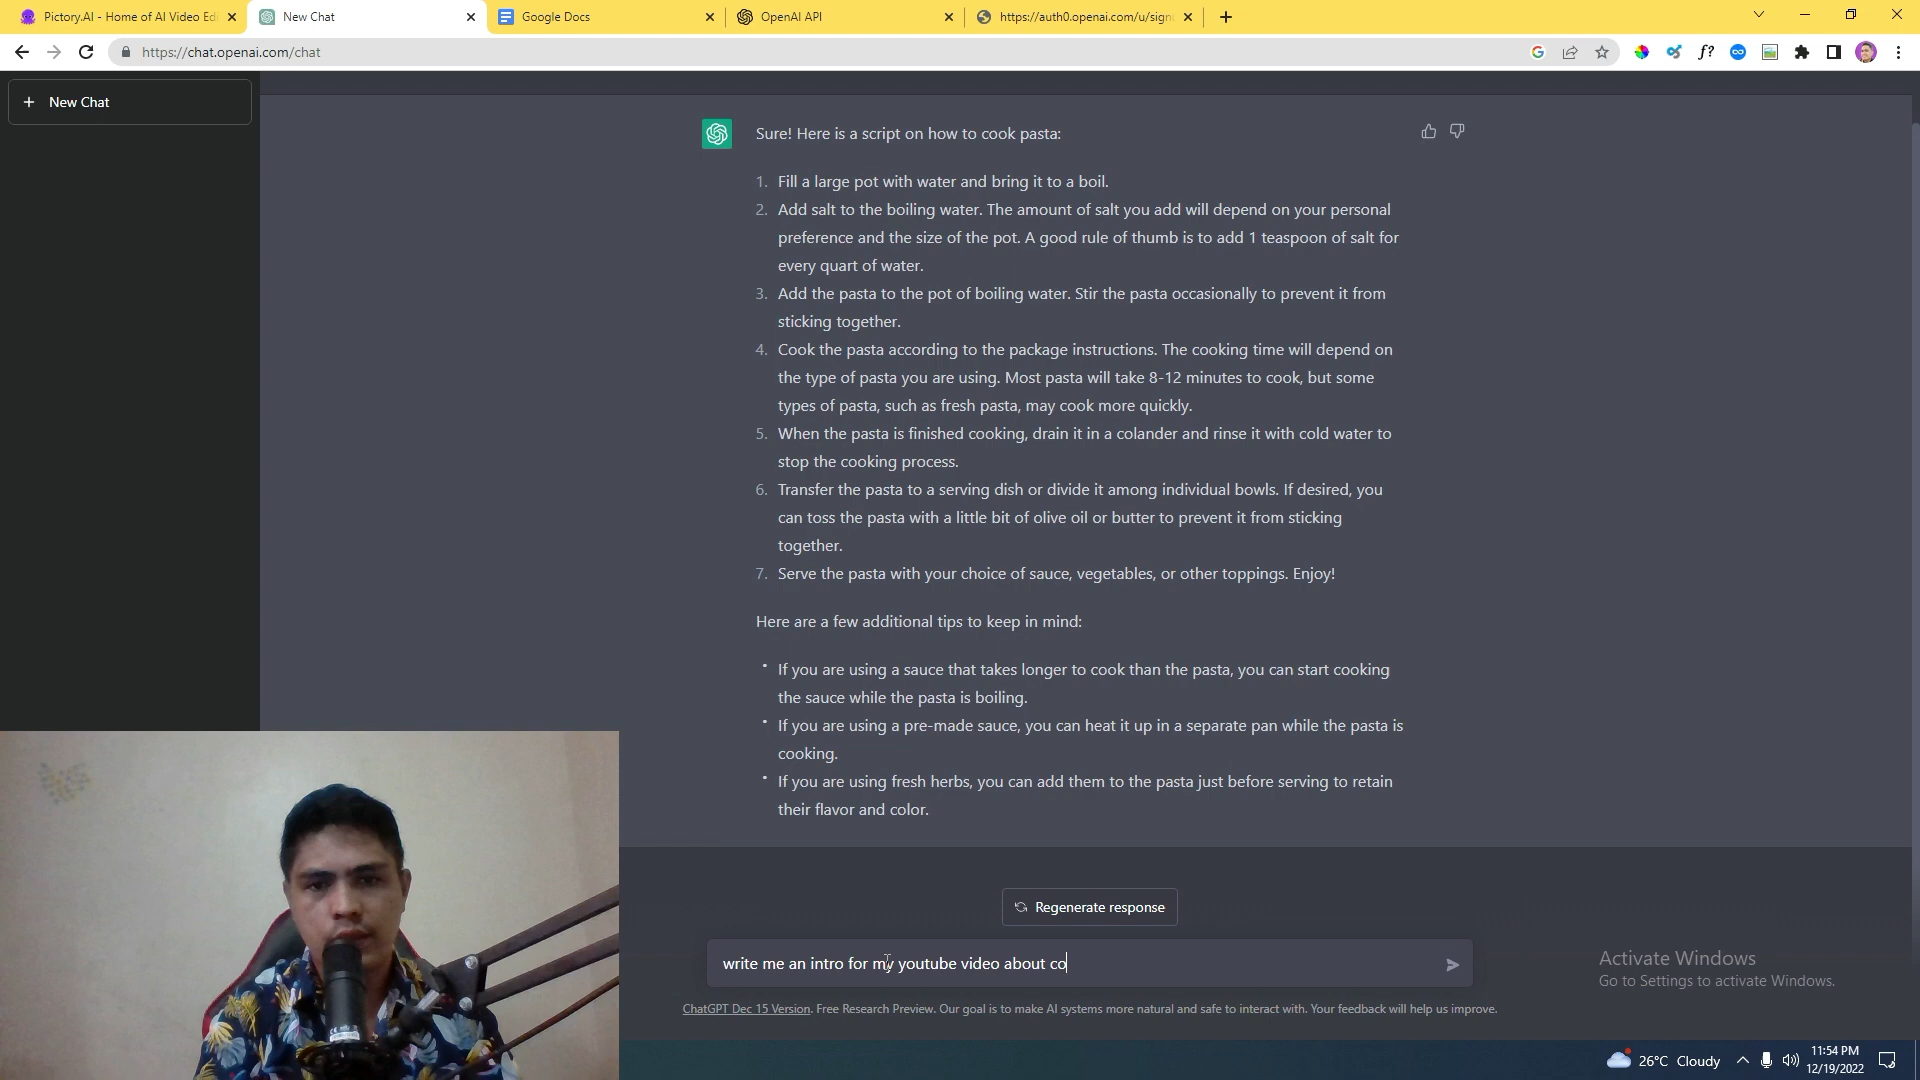 Pictory.AI - Home of AI Video Edi
New Chat
Google Docs
OpenAI API
https://auth0.openai.com/u/sign
https://chat.openai.com/chat
f?
+ New Chat
Sure! Here is a script on how to cook pasta:
1. Fill a large pot with water and bring it to a boil.
2. Add salt to the boiling water. The amount of salt you add will depend on your personal
preference and the size of the pot. A good rule of thumb is to add 1 teaspoon of salt for
every quart of water.
3. Add the pasta to the pot of boiling water. Stir the pasta occasionally to prevent it from
sticking together.
4. Cook the pasta according to the package instructions. The cooking time will depend on
the type of pasta you are using. Most pasta will take 8-12 minutes to cook, but some
types of pasta, such as fresh pasta, may cook more quickly.
5. When the pasta is finished cooking, drain it in a colander and rinse it with cold water to
stop the cooking process.
6. Transfer the pasta to a serving dish or divide it among individual bowls. If desired, you
can toss the pasta with a little bit of olive oil or butter to prevent it from sticking
together.
7. Serve the pasta with your choice of sauce, vegetables, or other toppings. Enjoy!
Here are a few additional tips to keep in mind:
• If you are using a sauce that takes longer to cook than the pasta, you can start cooking
the sauce while the pasta is boiling.
• If you are using a pre-made sauce, you can heat it up in a separate pan while the pasta is
cooking.
• If you are using fresh herbs, you can add them to the pasta just before serving to retain
their flavor and color.
Regenerate response
write me an intro for my youtube video about co
Activate Windows
Go to Settings to activate Windows.
ChatGPT Dec 15 Version. Free Research Preview. Our goal is to make AI systems more natural and safe to interact with. Your feedback will help us improve.
26°C Cloudy
11:54 PM
12/19/2022